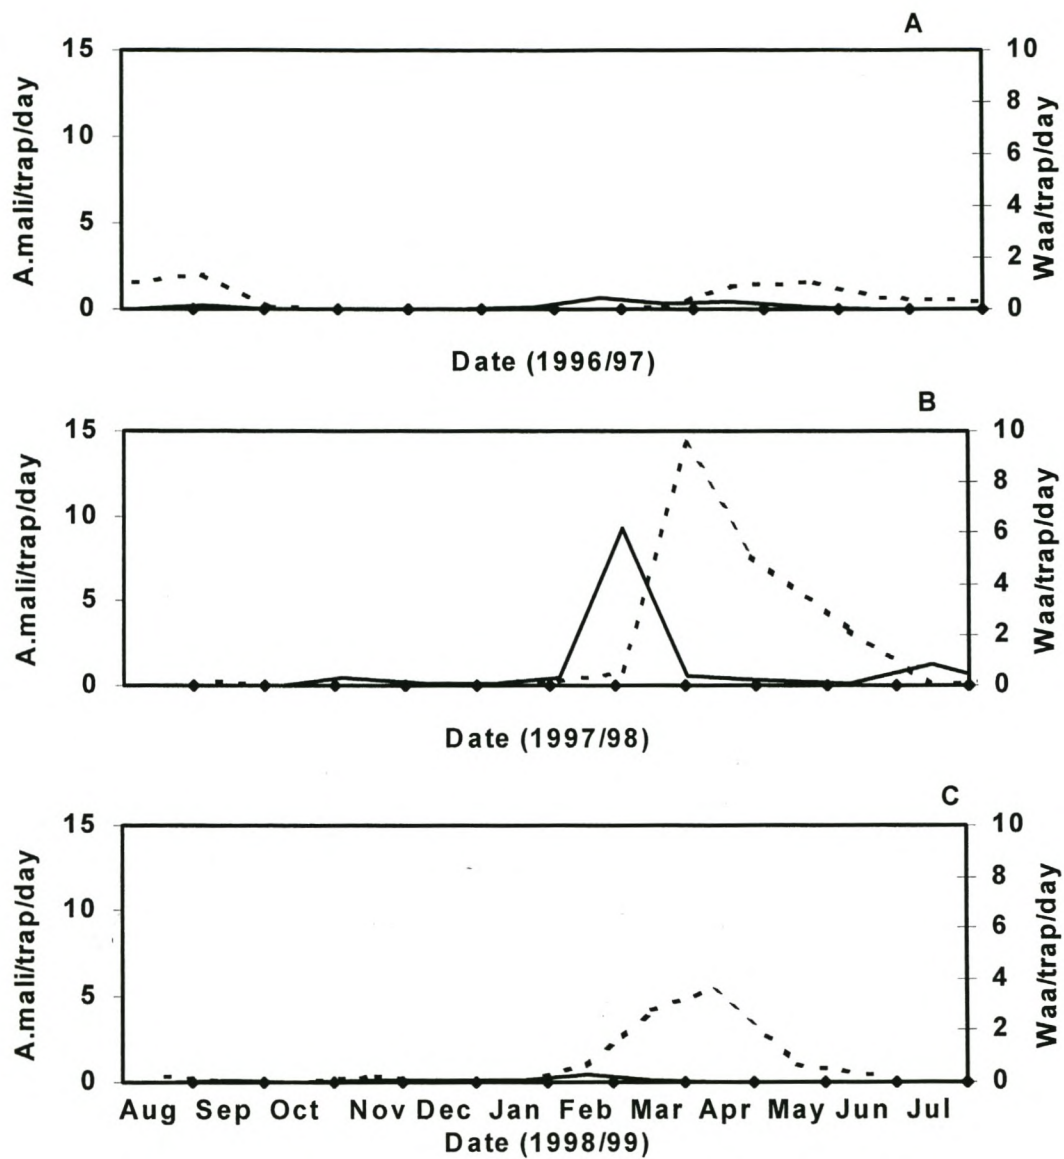 A
15
10
5
0
A.mali/trap/day
10
8
6
4
2
0
Waa/trap/day
Date (1996/97)
B
15
10
5
0
A.mali/trap/day
10
8
6
4
2
0
Waa/trap/day
Date (1997/98)
C
15
10
5
0
A.mali/trap/day
10
8
6
4
2
0
Waa/trap/day
Aug Sep Oct Nov Dec Jan Feb Mar Apr May Jun Jul
Date (1998/99)